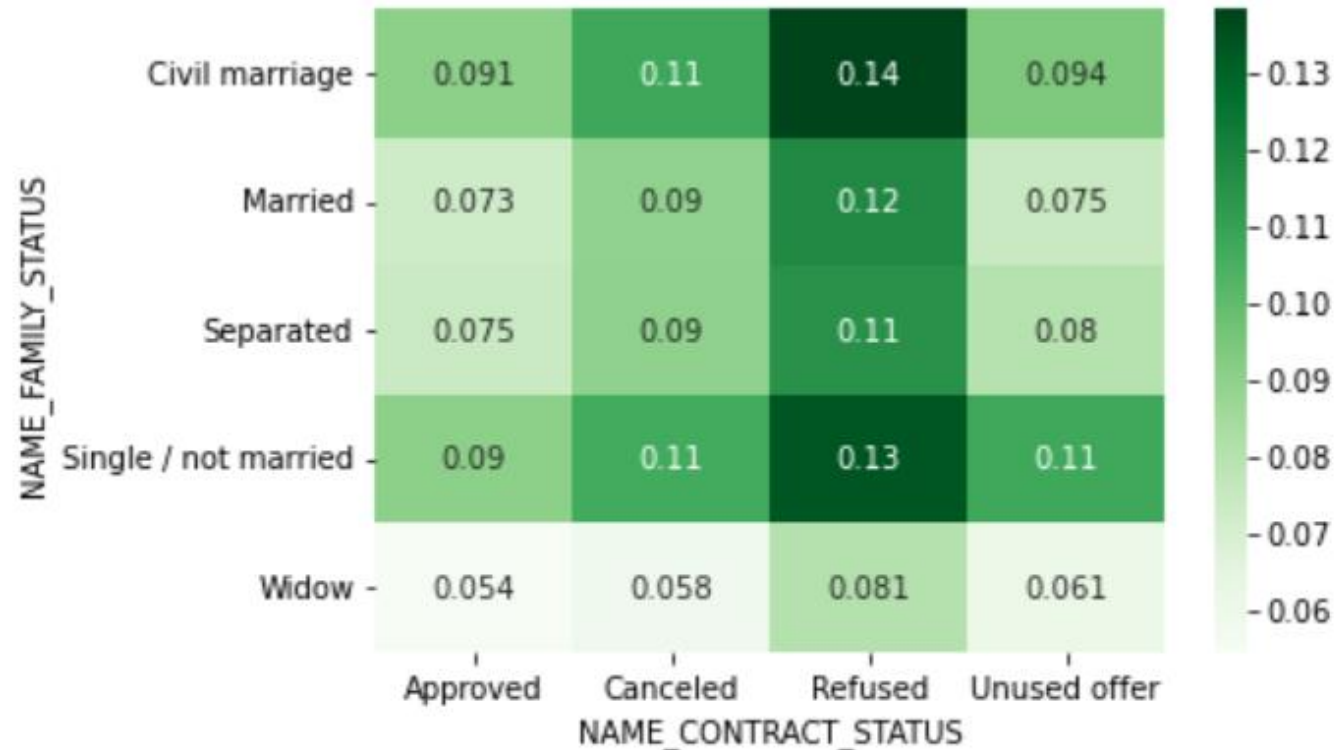 Civil marriage 0.091 0.11 0.14 0.094
Married 0.073 0.09 0.12 0.075
Separated 0.075 0.09 0.11 0.08
Single / not married 0.09 0.11 0.13 0.11
Widow 0.054 0.058 0.081 0.061
Approved Canceled Refused Unused offer
NAME_CONTRACT_STATUS
NAME_FAMILY_STATUS
0.13
0.12
0.11
0.10
0.09
0.08
0.07
0.06